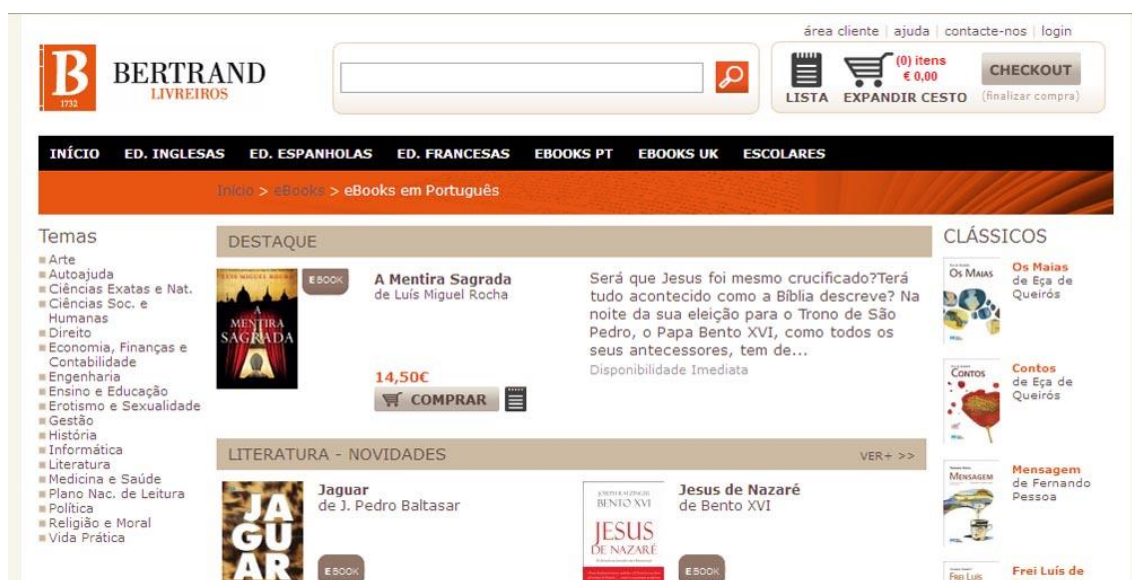 área cliente | ajuda | contacte-nos | login
B
1732
BERTRAND
LIVREIROS
(0) itens
€ 0,00
LISTA
EXPANDIR CESTO
CHECKOUT
(finalizar compra)
INÍCIO ED. INGLESAS ED. ESPANHOLAS ED. FRANCESAS EBOOKS PT EBOOKS UK ESCOLARES
Início > eBooks > eBooks em Português
Temas
Arte
Autoajuda
Ciências Exatas e Nat.
Ciências Soc. e
Humanas
Direito
Economia, Finanças e
Contabilidade
Engenharia
Ensino e Educação
Erotismo e Sexualidade
Gestão
História
Informática
Literatura
Medicina e Saúde
Plano Nac. de Leitura
Política
Religião e Moral
Vida Prática
DESTAQUE
LUÍS MIGUEL ROCHA
A
MENTIRA
SAGRADA
EBOOK
A Mentira Sagrada
de Luís Miguel Rocha
14,50€
COMPRAR
Será que Jesus foi mesmo crucificado?Terá
tudo acontecido como a Bíblia descreve? Na
noite da sua eleição para o Trono de São
Pedro, o Papa Bento XVI, como todos os
seus antecessores, tem de...
Disponibilidade Imediata
LITERATURA - NOVIDADES
VER+ >>
JA
GU
AR
Jaguar
de J. Pedro Baltasar
EBOOK
JOSEPH RATZINGER
BENTO XVI
JESUS
DE NAZARÉ
Jesus de Nazaré
de Bento XVI
EBOOK
CLÁSSICOS
OS MAIAS
Os Maias
de Eça de
Queirós
CONTOS
Contos
de Eça de
Queirós
MENSAGEM
Mensagem
de Fernando
Pessoa
FREI LUÍS
Frei Luís de